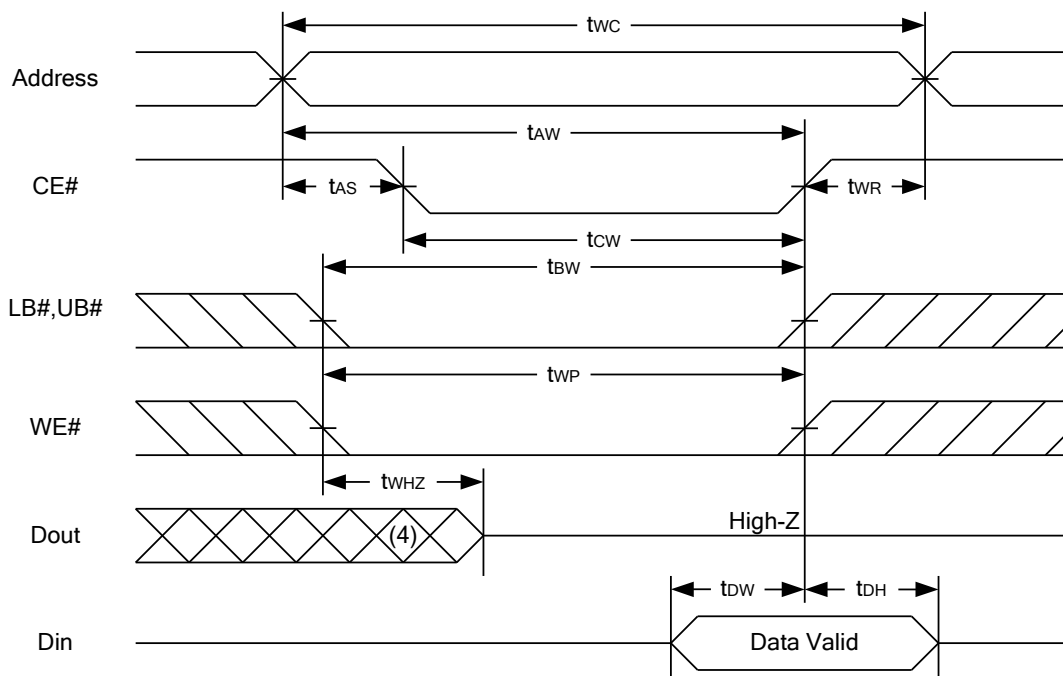 tWC
Address
tAW
CE#
tAS
tWR
tCW
tBW
LB#,UB#
tWP
WE#
tWHZ
Dout
(4)
High-Z
tDW
tDH
Din
Data Valid